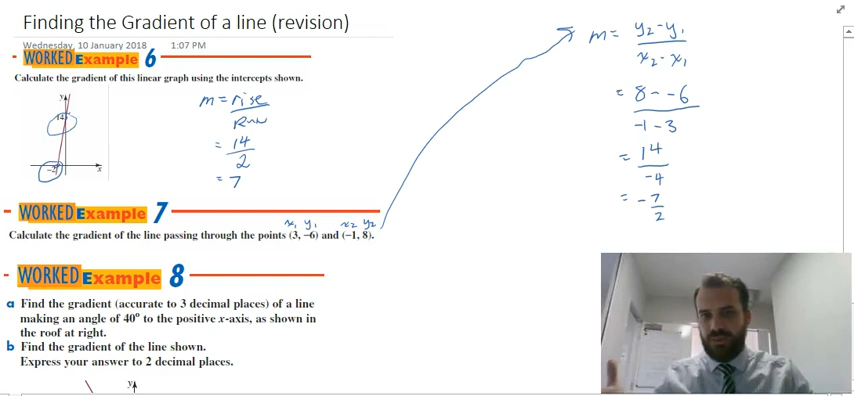 Finding the Gradient of a line (revision)
Wednesday, 10 January 2018 1:07 PM
WORKED Example 6
Calculate the gradient of this linear graph using the intercepts shown.
y
14
-2
x
m = rise
Run
= 14
2
= 7
WORKED Example 7
x1 y1 x2 y2
Calculate the gradient of the line passing through the points (3, −6) and (−1, 8).
m = y2 - y1
x2 - x1
= 8 - - 6
-1 - 3
= 14
-4
= - 7
2
WORKED Example 8
a Find the gradient (accurate to 3 decimal places) of a line
making an angle of 40° to the positive x-axis, as shown in
the roof at right.
b Find the gradient of the line shown.
Express your answer to 2 decimal places.
y